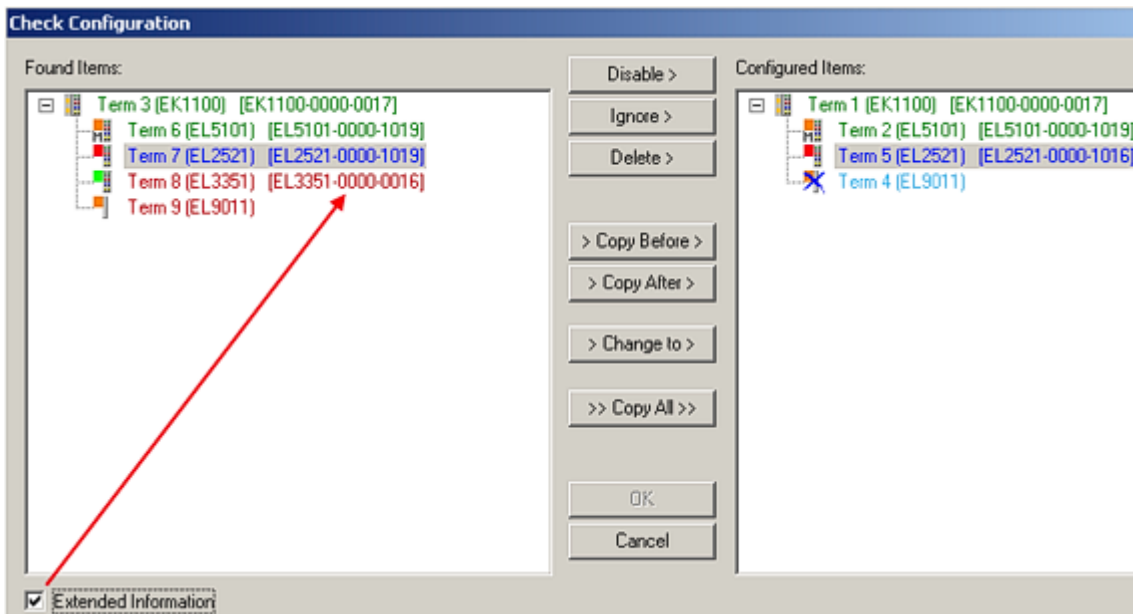 Check Configuration
Found Items:
Term 3 (EK1100) [EK1100-0000-0017]
Term 6 (EL5101) [EL5101-0000-1019]
Term 7 (EL2521) [EL2521-0000-1019]
Term 8 (EL3351) [EL3351-0000-0016]
Term 9 (EL9011)
Disable >
Ignore >
Delete >
> Copy Before >
> Copy After >
> Change to >
>> Copy All >>
OK
Cancel
Configured Items:
Term 1 (EK1100) [EK1100-0000-0017]
Term 2 (EL5101) [EL5101-0000-1019]
Term 5 (EL2521) [EL2521-0000-1016]
Term 4 (EL9011)
Extended Information